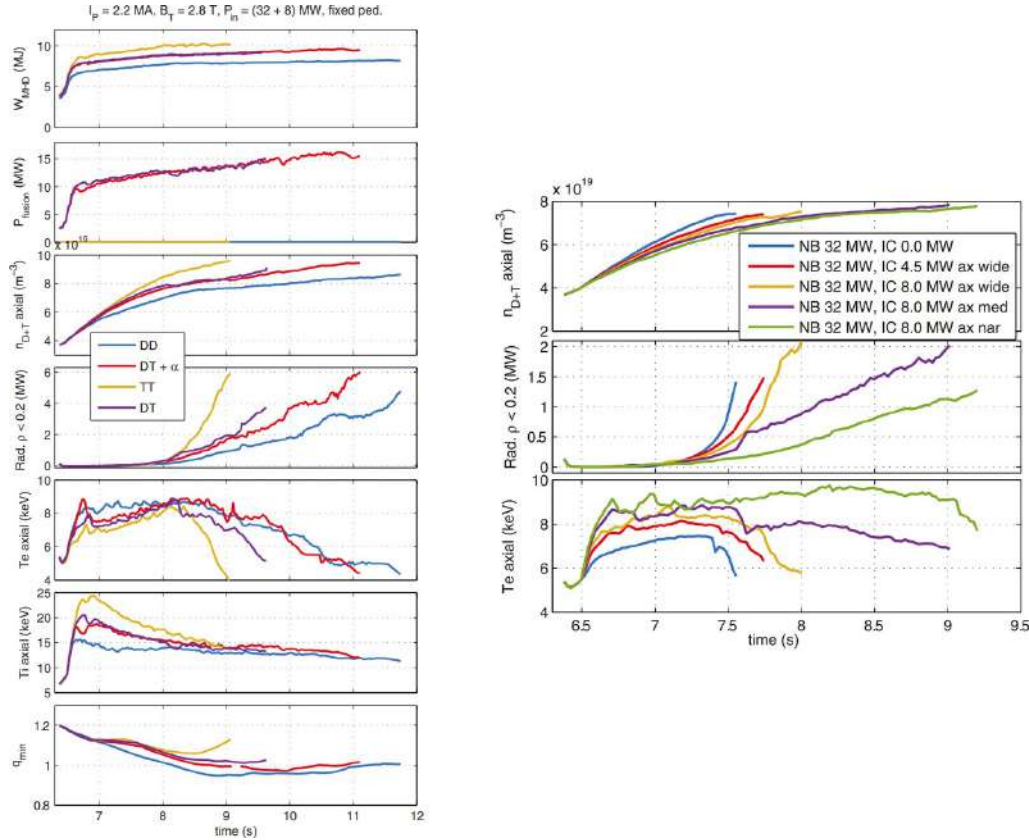 I_P = 2.2 MA, B_T = 2.8 T, P_in = (32 + 8) MW, fixed ped.
W_MHD (MJ)
10
5
0
P_fusion (MW)
15
10
5
0
x 10^19
n_D+T axial (m^-3)
10
8
6
4
DD
DT + α
TT
DT
Rad. ρ < 0.2 (MW)
6
4
2
0
Te axial (keV)
10
8
6
4
Ti axial (keV)
25
20
15
10
5
q_min
1.2
1
0.8
7 8 9 10 11 12
time (s)
x 10^19
n_D+T axial (m^-3)
8
6
4
2
NB 32 MW, IC 0.0 MW
NB 32 MW, IC 4.5 MW ax wide
NB 32 MW, IC 8.0 MW ax wide
NB 32 MW, IC 8.0 MW ax med
NB 32 MW, IC 8.0 MW ax nar
Rad. ρ < 0.2 (MW)
2
1.5
1
0.5
0
Te axial (keV)
10
8
6
4
6.5 7 7.5 8 8.5 9 9.5
time (s)